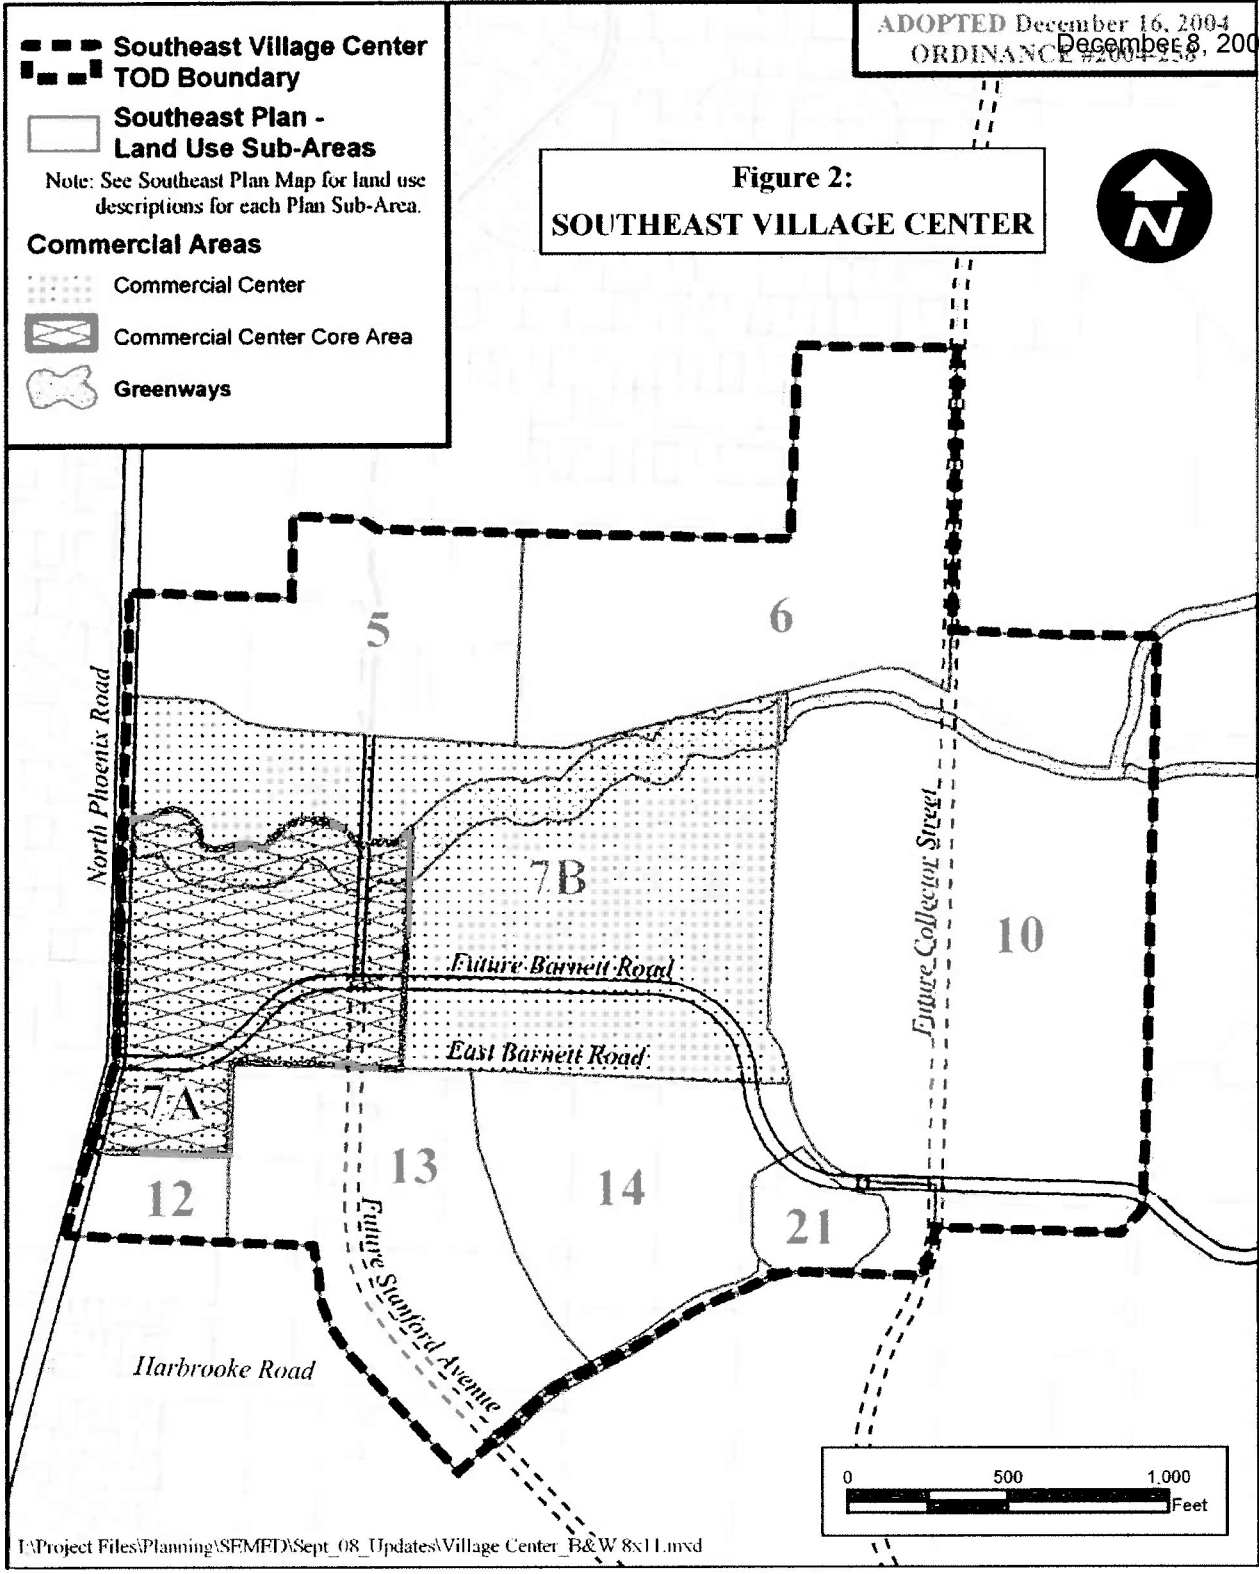 ADOPTED December 16, 2004
December 8, 200
ORDINANCE #2004-258
Southeast Village Center
TOD Boundary
Southeast Plan -
Land Use Sub-Areas
Note: See Southeast Plan Map for land use
descriptions for each Plan Sub-Area.
Commercial Areas
Commercial Center
Commercial Center Core Area
Greenways
Figure 2:
SOUTHEAST VILLAGE CENTER
N
5
6
North Phoenix Road
7B
Future Collector Street
10
Future Barnett Road
East Barnett Road
7A
13
14
12
21
Future Stanford Avenue
Harbrooke Road
0 500 1,000
Feet
I:\Project Files\Planning\SEMED\Sept_08_Updates\Village Center_B&W 8x11.mxd